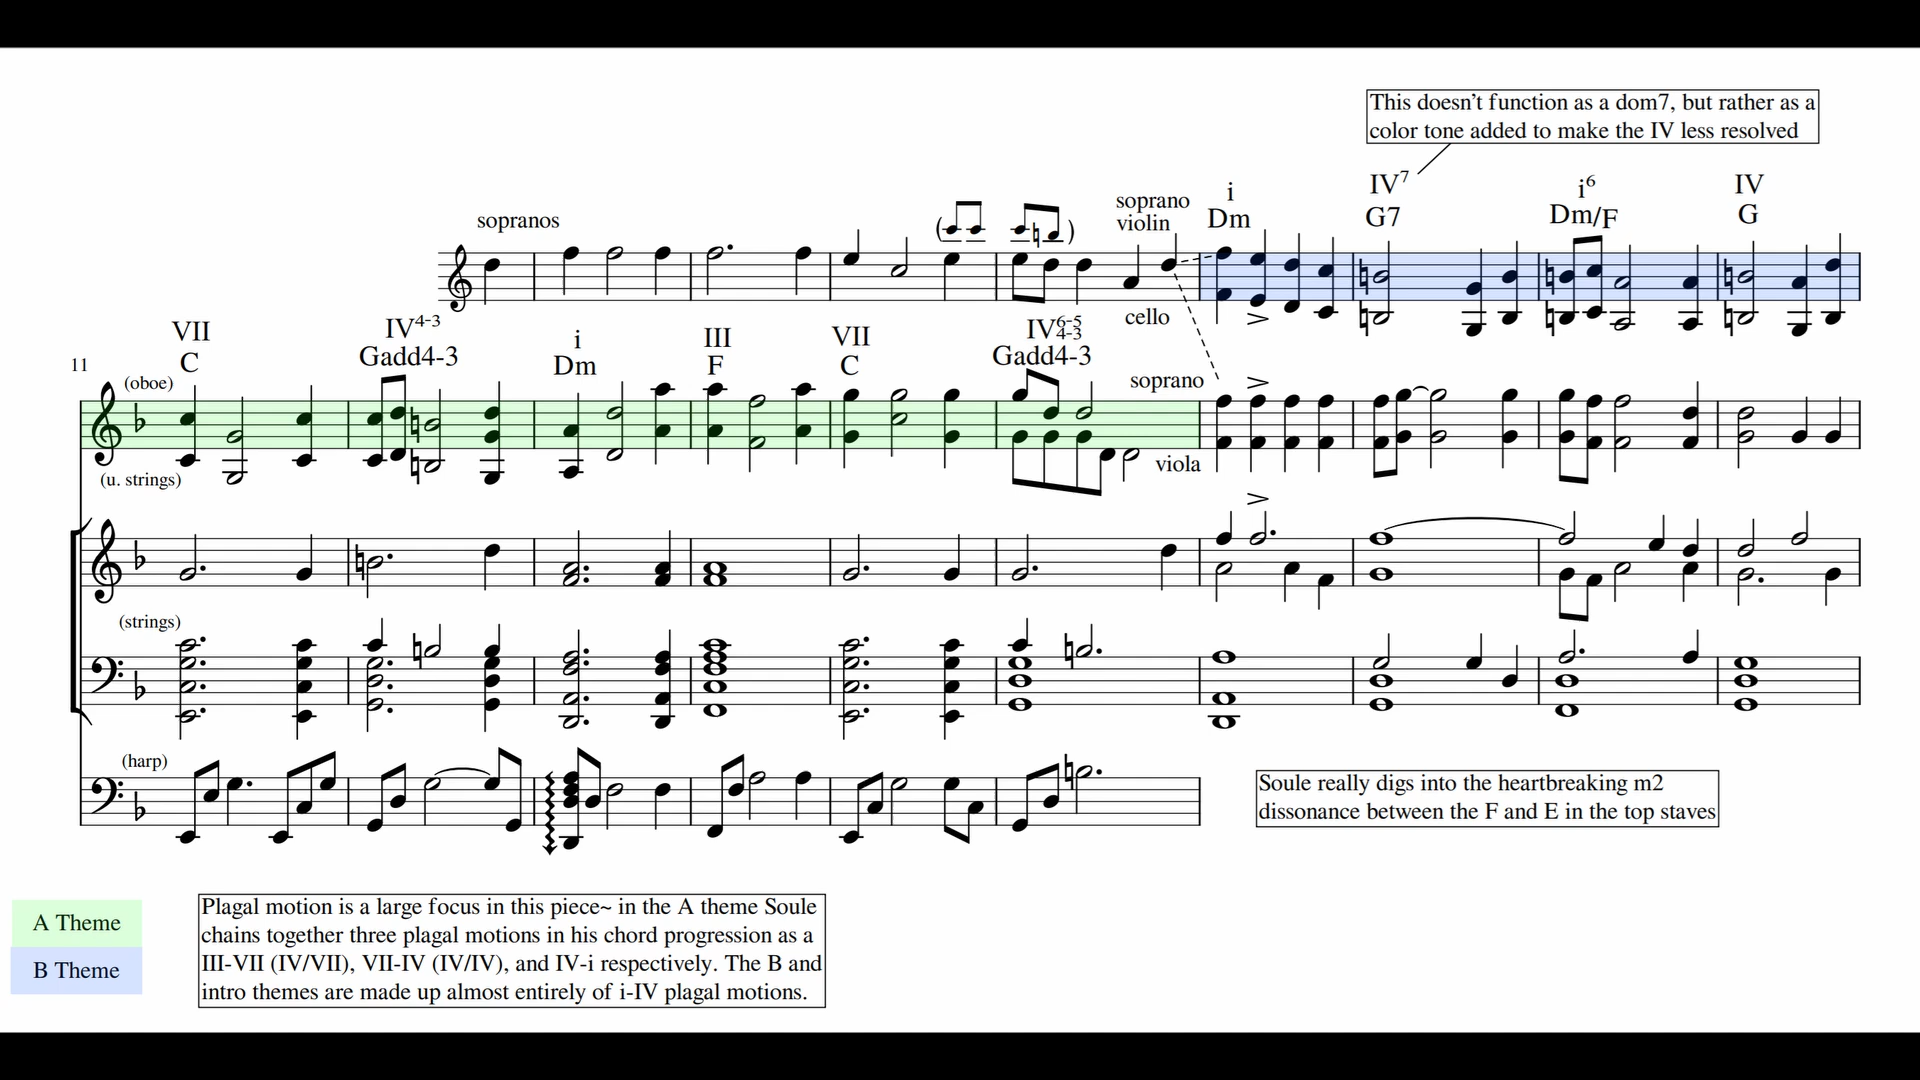 This doesn't function as a dom7, but rather as a
color tone added to make the IV less resolved
sopranos
soprano
violin
i
Dm
IV7
G7
i6
Dm/F
IV
G
cello
11
VII
C
IV4-3
Gadd4-3
i
Dm
III
F
VII
C
IV6-5
4-3
Gadd4-3
(oboe)
soprano
(u. strings)
viola
(strings)
(harp)
Soule really digs into the heartbreaking m2
dissonance between the F and E in the top staves
A Theme
B Theme
Plagal motion is a large focus in this piece~ in the A theme Soule
chains together three plagal motions in his chord progression as a
III-VII (IV/VII), VII-IV (IV/IV), and IV-i respectively. The B and
intro themes are made up almost entirely of i-IV plagal motions.